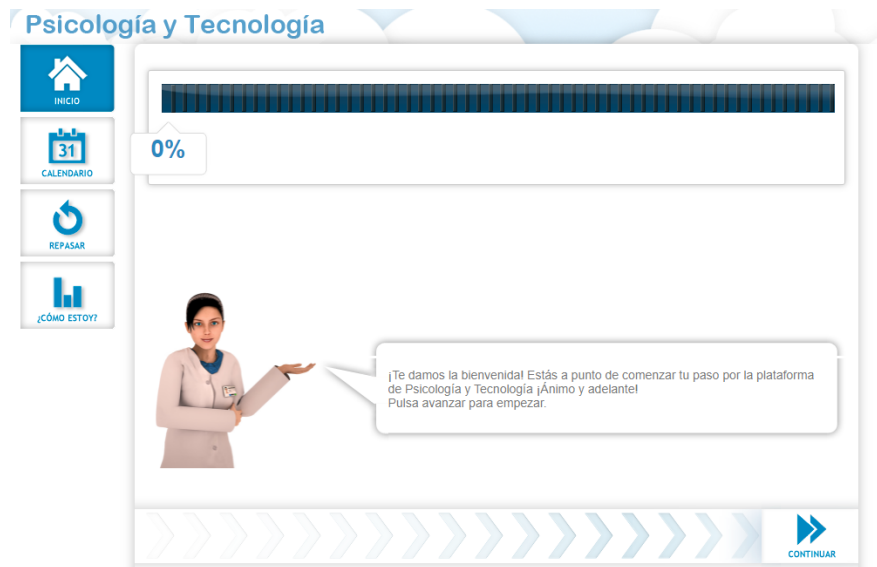 Psicología y Tecnología
INICIO
31
CALENDARIO
REPASAR
¿CÓMO ESTOY?
0%
¡Te damos la bienvenida! Estás a punto de comenzar tu paso por la plataforma
de Psicología y Tecnología ¡Ánimo y adelante!
Pulsa avanzar para empezar.
CONTINUAR